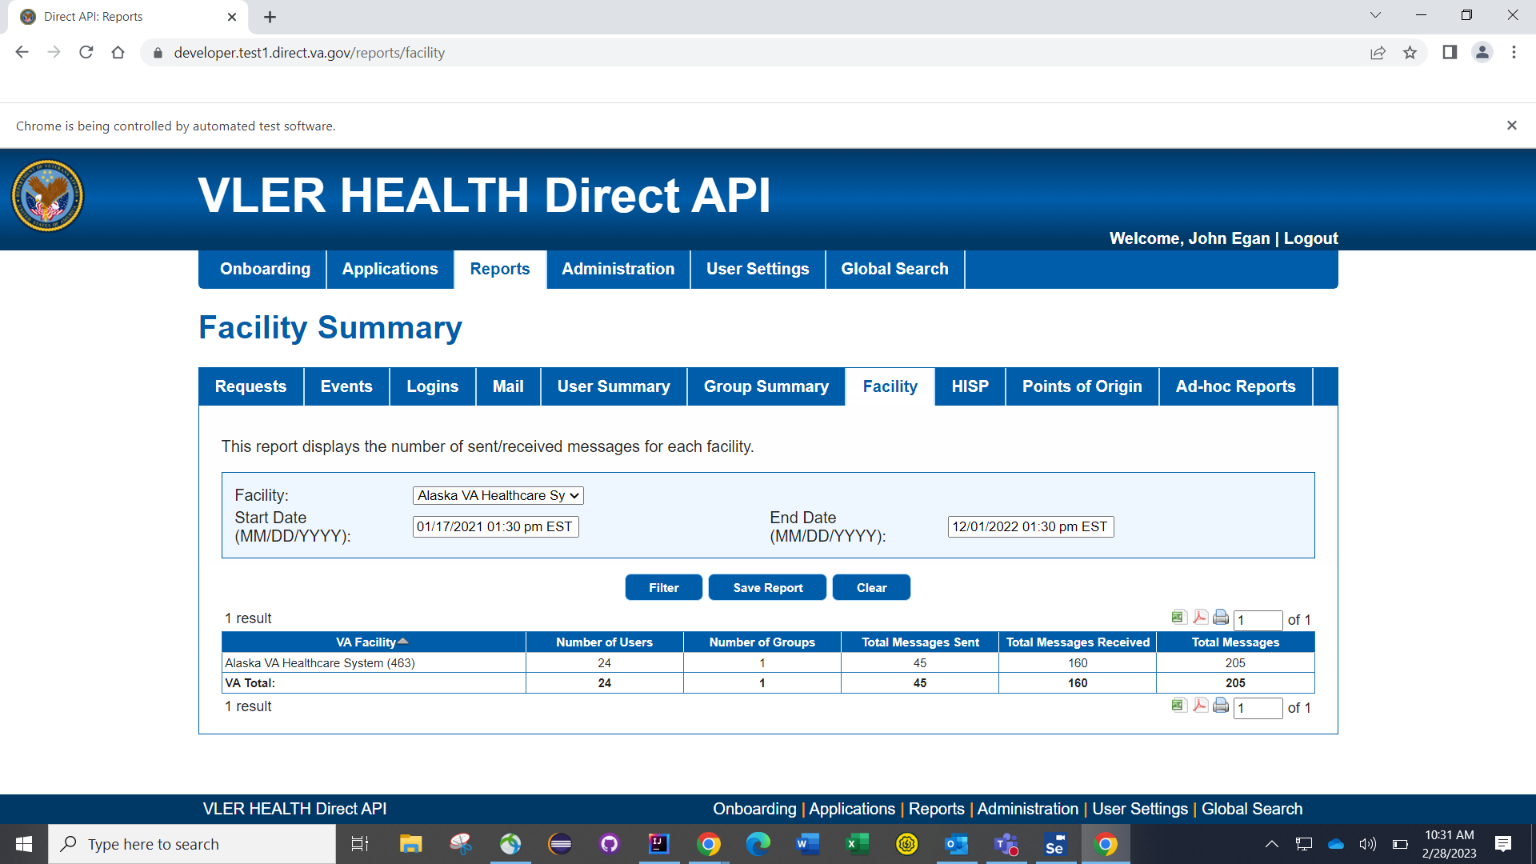 Direct API: Reports
developer.test1.direct.va.gov/reports/facility
Chrome is being controlled by automated test software.
VLER HEALTH Direct API
Welcome, John Egan | Logout
Onboarding Applications Reports Administration User Settings Global Search
Facility Summary
Requests Events Logins Mail User Summary Group Summary Facility HISP Points of Origin Ad-hoc Reports
This report displays the number of sent/received messages for each facility.
Facility: Alaska VA Healthcare Sy
Start Date
(MM/DD/YYYY): 01/17/2021 01:30 pm EST
End Date
(MM/DD/YYYY): 12/01/2022 01:30 pm EST
Filter Save Report Clear
1 result 1 of 1
VA Facility Number of Users Number of Groups Total Messages Sent Total Messages Received Total Messages
Alaska VA Healthcare System (463) 24 1 45 160 205
VA Total: 24 1 45 160 205
1 result 1 of 1
VLER HEALTH Direct API Onboarding | Applications | Reports | Administration | User Settings | Global Search
Type here to search
10:31 AM
2/28/2023